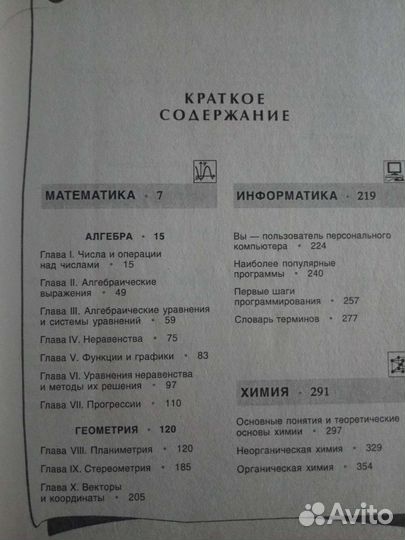 КРАТКОЕ
СОДЕРЖАНИЕ
МАТЕМАТИКА • 7
АЛГЕБРА • 15
Глава I. Числа и операции
над числами • 15
Глава II. Алгебраические
выражения • 49
Глава III. Алгебраические уравнения
и системы уравнений • 59
Глава IV. Неравенства • 75
Глава V. Функции и графики • 83
Глава VI. Уравнения неравенства
и методы их решения • 97
Глава VII. Прогрессии • 110
ГЕОМЕТРИЯ • 120
Глава VIII. Планиметрия • 120
Глава IX. Стереометрия • 185
Глава X. Векторы
и координаты • 205
ИНФОРМАТИКА • 219
Вы — пользователь персонального
компьютера • 224
Наиболее популярные
программы • 240
Первые шаги
программирования • 257
Словарь терминов • 277
ХИМИЯ • 291
Основные понятия и теоретические
основы химии • 297
Неорганическая химия • 329
Органическая химия • 354
Avito